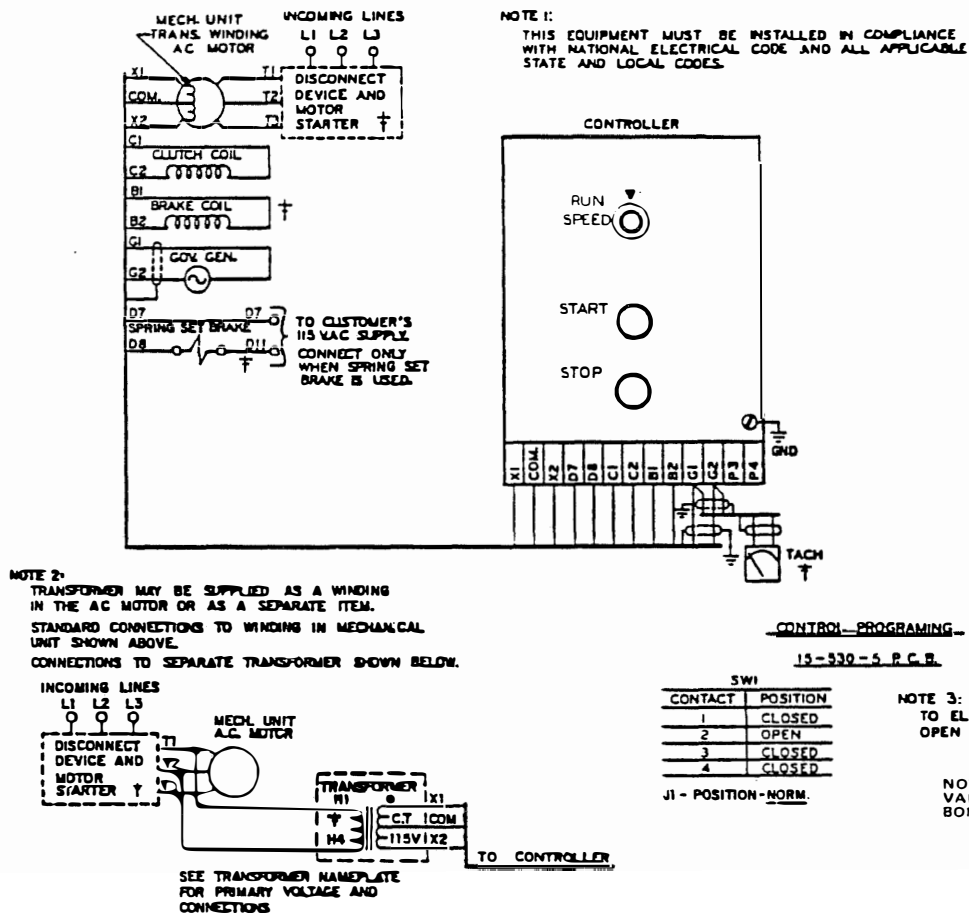 MECH. UNIT
TRANS. WINDING
AC MOTOR
INCOMING LINES
L1 L2 L3
NOTE 1:
THIS EQUIPMENT MUST BE INSTALLED IN COMPLIANCE
WITH NATIONAL ELECTRICAL CODE AND ALL APPLICABLE
STATE AND LOCAL CODES.
X1
T1
COM.
T2
X2
T3
DISCONNECT
DEVICE AND
MOTOR
STARTER ‡
C1
CLUTCH COIL
C2
B1
BRAKE COIL ‡
B2
G1
GOV. GEN.
G2
D7 D7
SPRING SET BRAKE
D8 D11
‡
TO CUSTOMER'S
115 VAC SUPPLY.
CONNECT ONLY
WHEN SPRING SET
BRAKE IS USED.
CONTROLLER
RUN
SPEED
START
STOP
GND
X1 COM. X2 D7 D8 C1 C2 B1 B2 G1 G2 P3 P4
TACH
‡
NOTE 2:
TRANSFORMER MAY BE SUPPLIED AS A WINDING
IN THE AC MOTOR OR AS A SEPARATE ITEM.
STANDARD CONNECTIONS TO WINDING IN MECHANICAL
UNIT SHOWN ABOVE.
CONNECTIONS TO SEPARATE TRANSFORMER SHOWN BELOW.
INCOMING LINES
L1 L2 L3
DISCONNECT
DEVICE AND
MOTOR
STARTER ‡
T1
MECH. UNIT
A.C. MOTOR
TRANSFORMER
H1 X1
‡ C.T COM
H4 115V X2
TO CONTROLLER
SEE TRANSFORMER NAMEPLATE
FOR PRIMARY VOLTAGE AND
CONNECTIONS
CONTROL PROGRAMING
15-530-5 P.C.B.
SW1
CONTACT POSITION
1 CLOSED
2 OPEN
3 CLOSED
4 CLOSED
J1 - POSITION - NORM.
NOTE 3:
TO EL
OPEN
NO
VA
BO